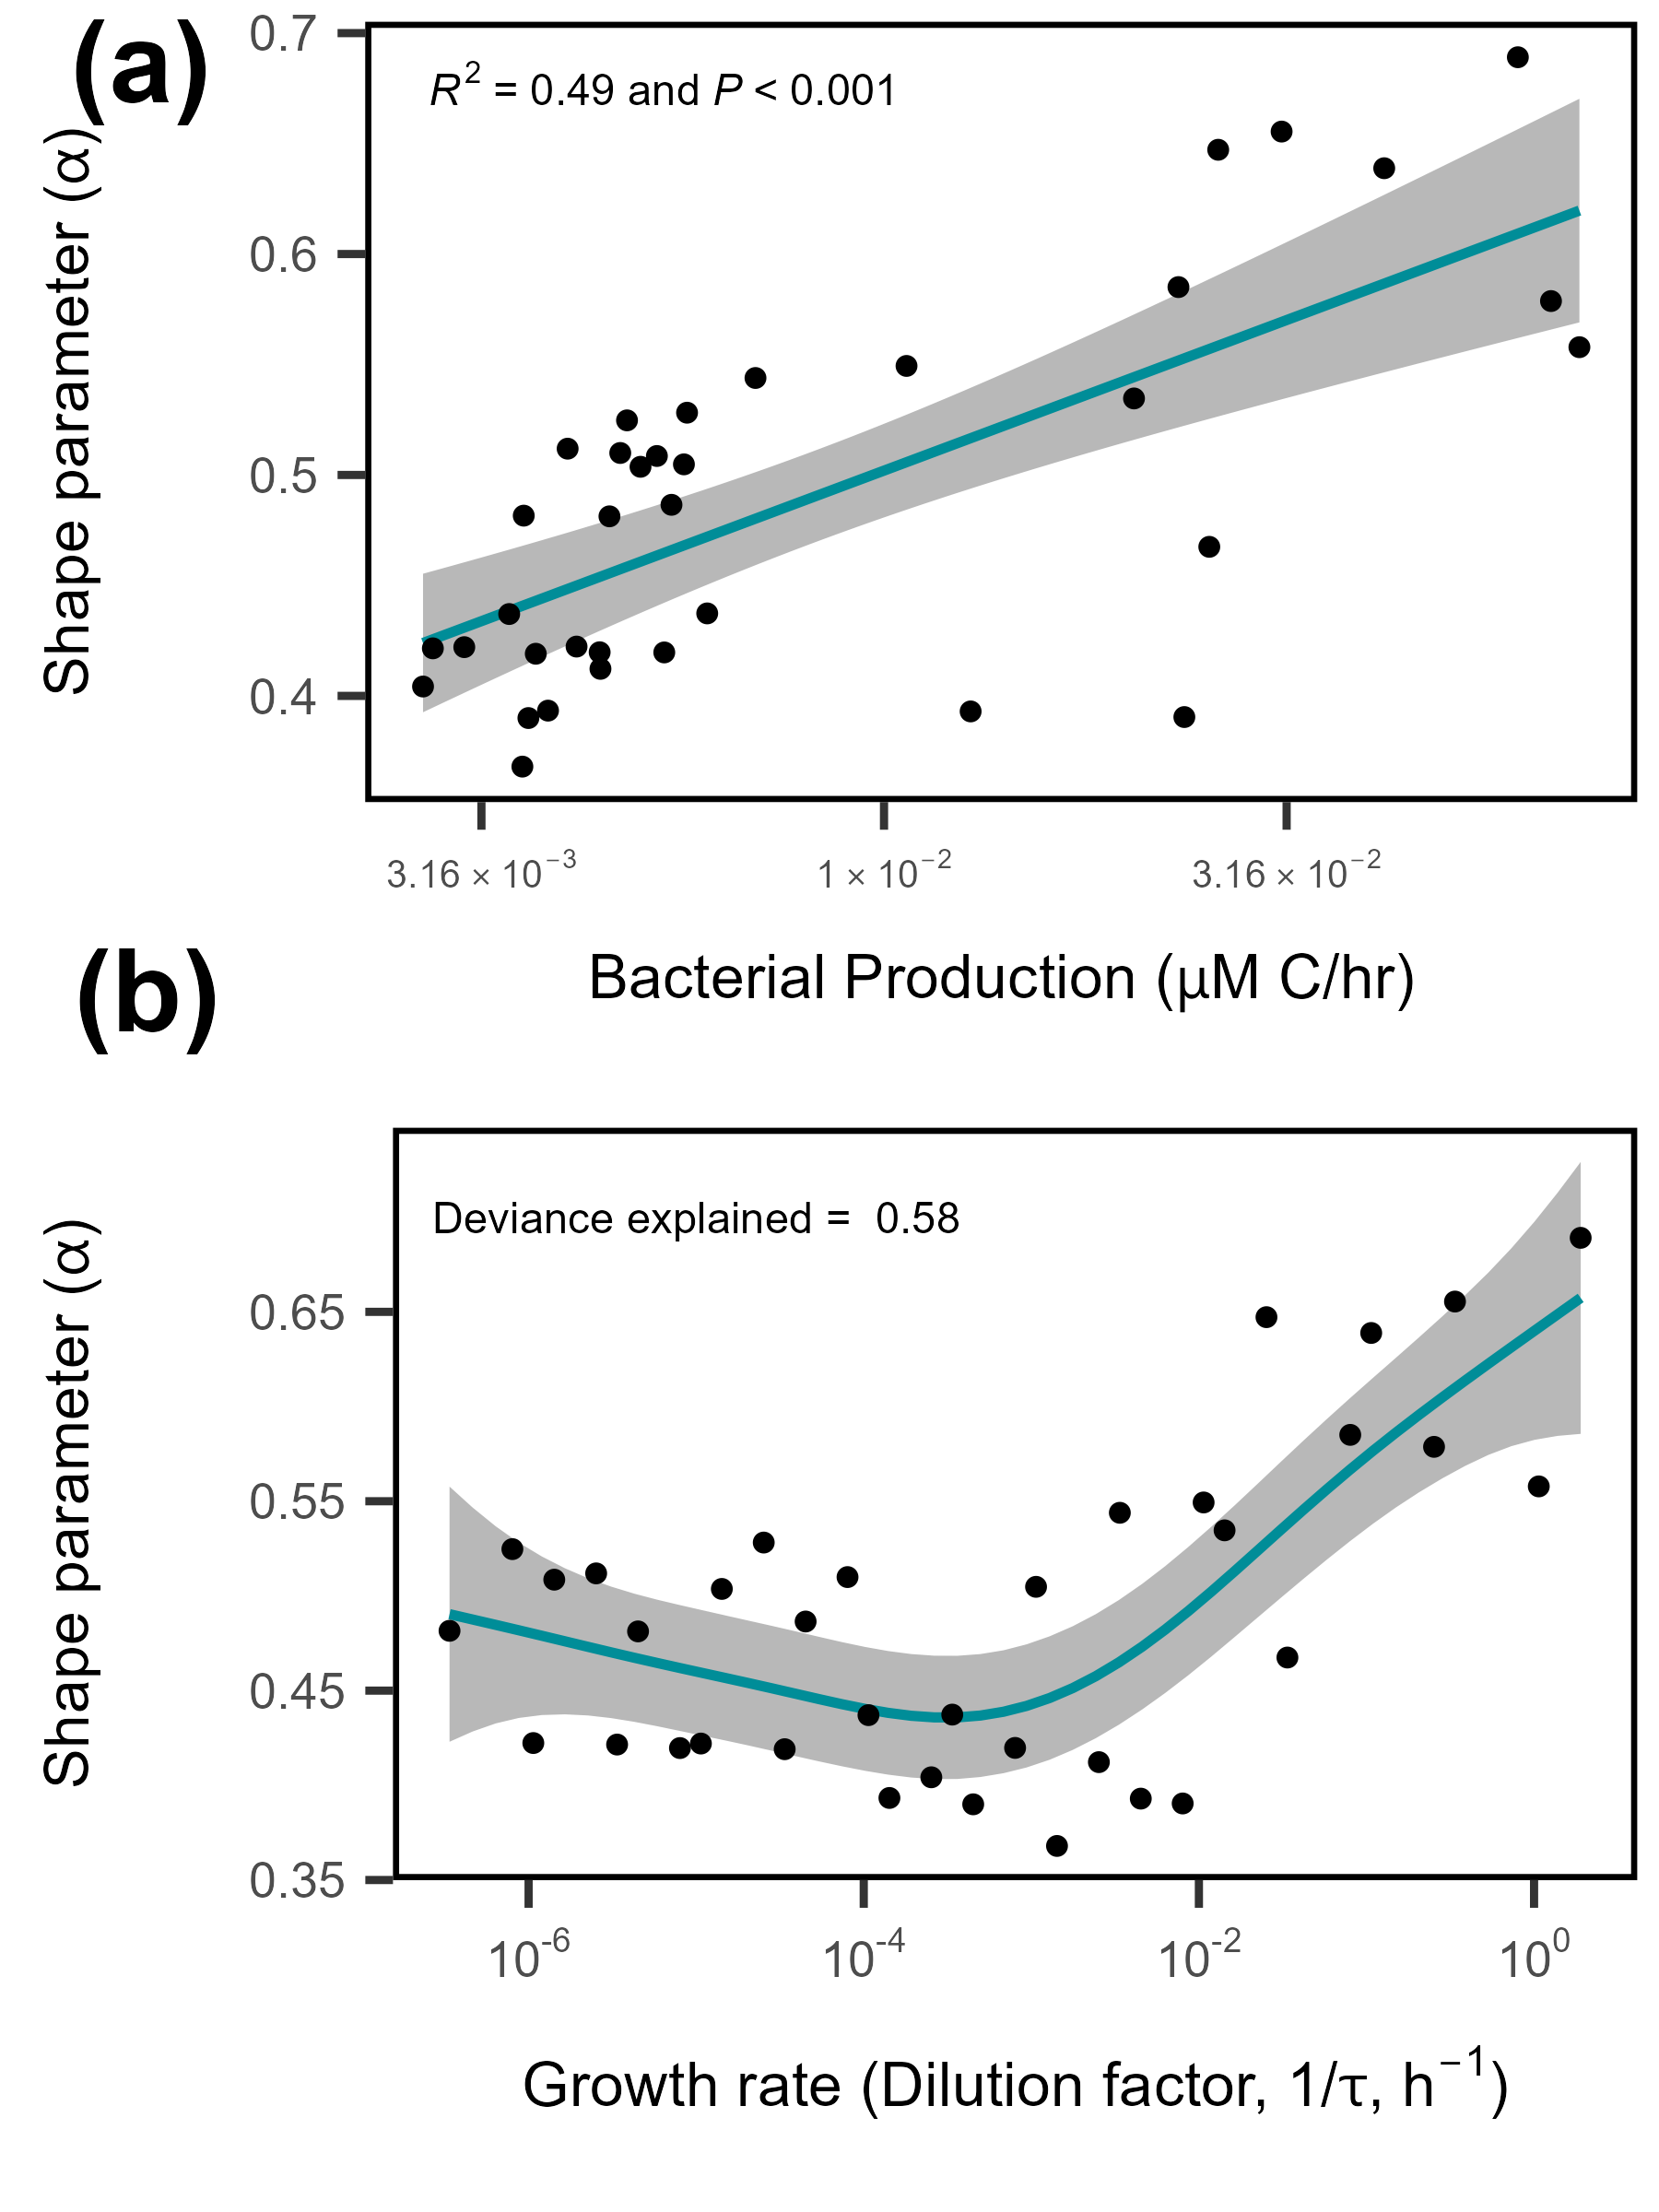 (a)
R² = 0.49 and P < 0.001
Shape parameter (α)
0.7
0.6
0.5
0.4
3.16 × 10⁻³
1 × 10⁻²
3.16 × 10⁻²
Bacterial Production (μM C/hr)
(b)
Deviance explained = 0.58
Shape parameter (α)
0.65
0.55
0.45
0.35
10⁻⁶
10⁻⁴
10⁻²
10⁰
Growth rate (Dilution factor, 1/τ, h⁻¹)